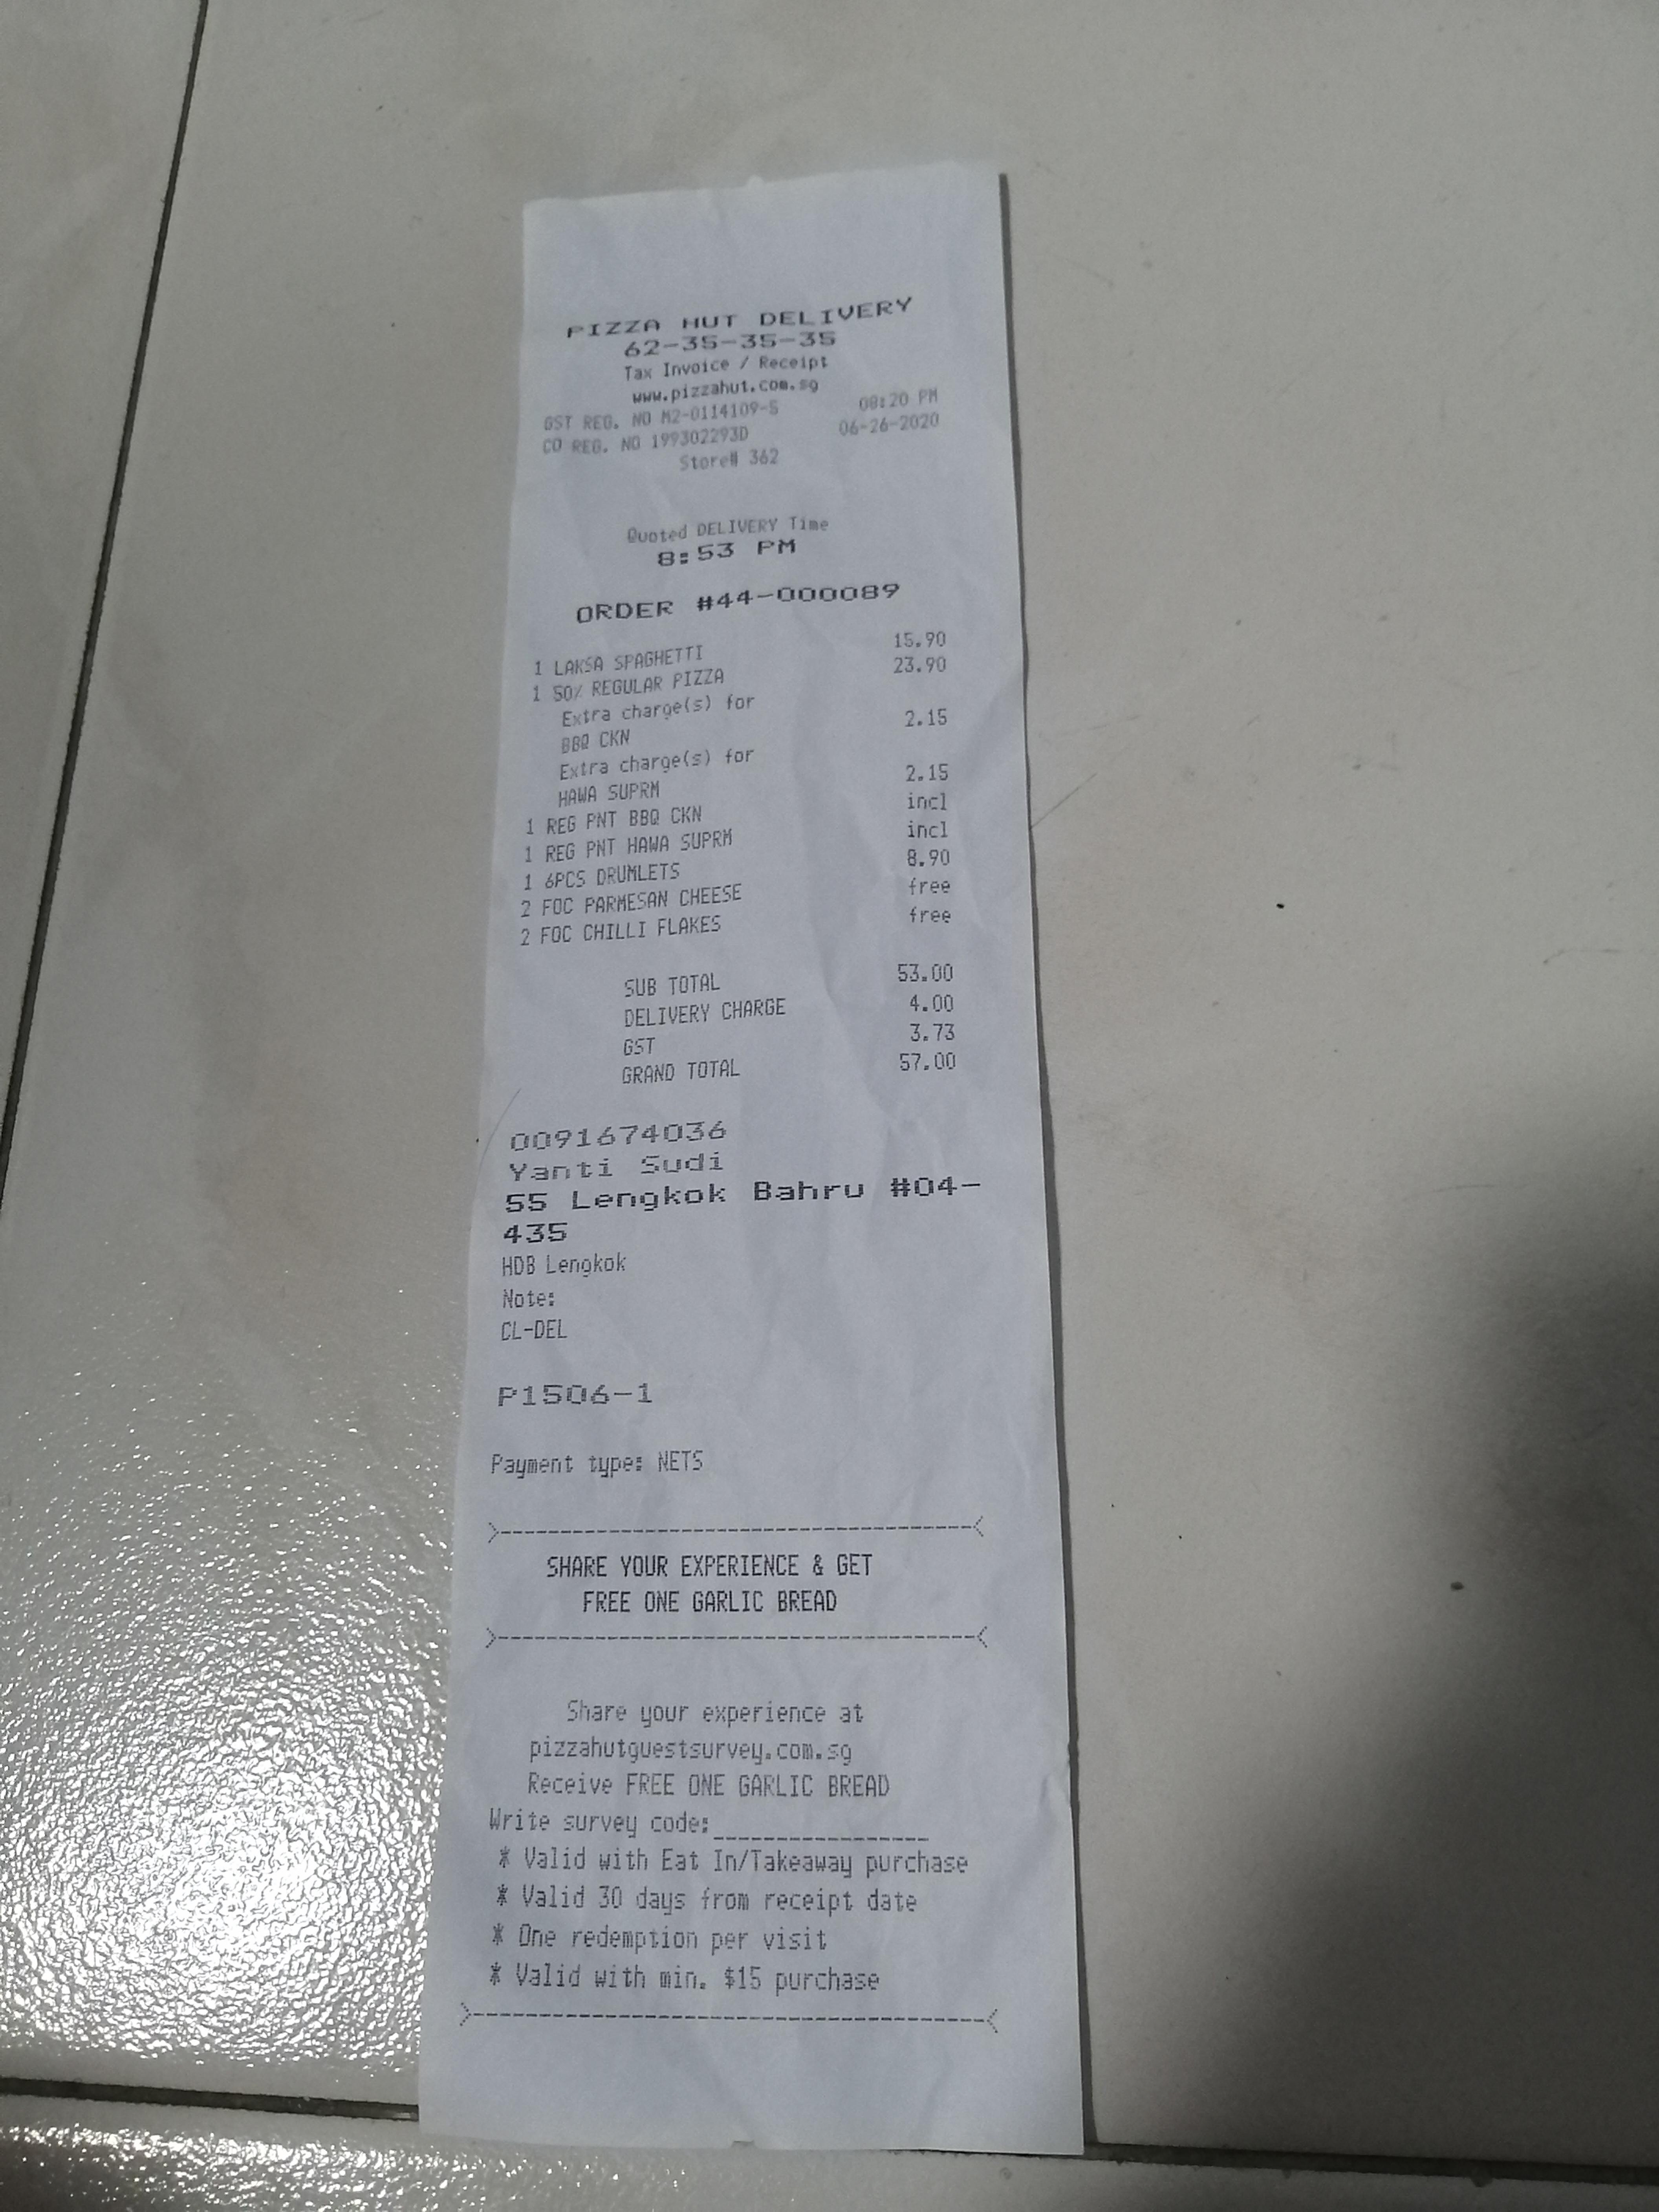 PIZZA HUT DELIVERY
62-35-35-35
Tax Invoice / Receipt
www.pizzahut.com.sg
GST REG. NO M2-0114109-5 08:20 PM
CO REG. NO 199302293D 06-26-2020
Store# 362
Quoted DELIVERY Time
8:53 PM
ORDER #44-000089
1 LAKSA SPAGHETTI 15.90
1 50% REGULAR PIZZA 23.90
Extra charge(s) for
BBQ CKN 2.15
Extra charge(s) for
HAWA SUPRM 2.15
1 REG PNT BBQ CKN incl
1 REG PNT HAWA SUPRM incl
1 6PCS DRUMLETS 8.90
2 FOC PARMESAN CHEESE free
2 FOC CHILLI FLAKES free
SUB TOTAL 53.00
DELIVERY CHARGE 4.00
GST 3.73
GRAND TOTAL 57.00
0091674036
Yanti Sudi
55 Lengkok Bahru #04-
435
HDB Lengkok
Note:
CL-DEL
P1506-1
Payment type: NETS
>----------------------------------------<
SHARE YOUR EXPERIENCE & GET
FREE ONE GARLIC BREAD
>----------------------------------------<
Share your experience at
pizzahutguestsurvey.com.sg
Receive FREE ONE GARLIC BREAD
Write survey code:_________________
* Valid with Eat In/Takeaway purchase
* Valid 30 days from receipt date
* One redemption per visit
* Valid with min. $15 purchase
>----------------------------------------<